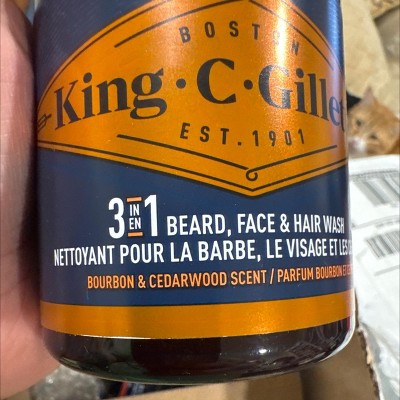 BOSTON
King · C · Gillet
EST. 1901
3 IN EN 1 BEARD, FACE & HAIR WASH
NETTOYANT POUR LA BARBE, LE VISAGE ET LES
BOURBON & CEDARWOOD SCENT / PARFUM BOURBON ET